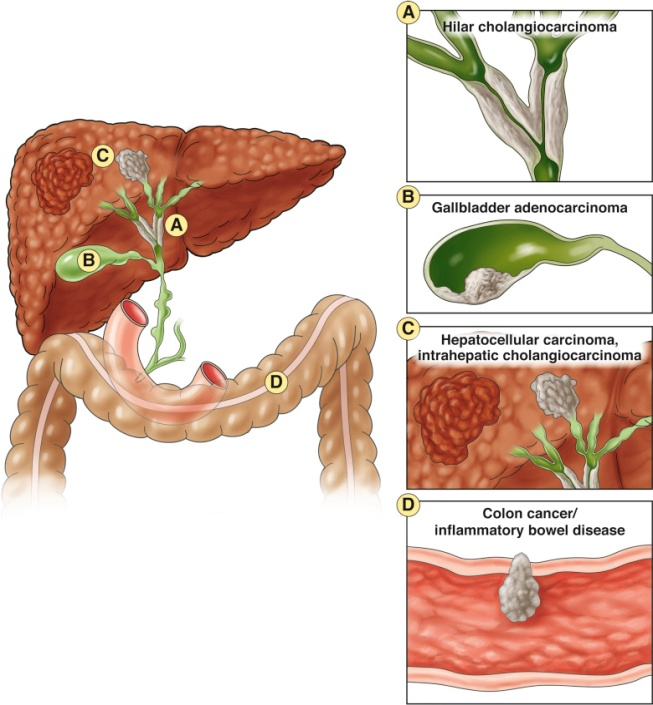 A
Hilar cholangiocarcinoma
B
Gallbladder adenocarcinoma
C
Hepatocellular carcinoma,
intrahepatic cholangiocarcinoma
D
Colon cancer/
inflammatory bowel disease
C
A
B
D